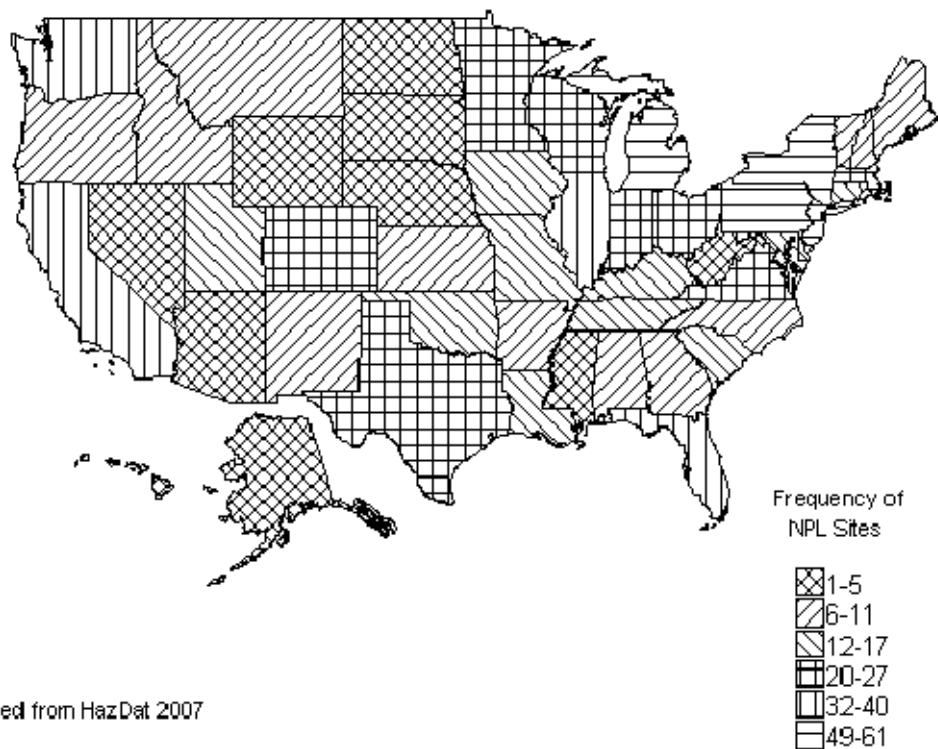 Frequency of
NPL Sites
1-5
6-11
12-17
20-27
32-40
49-61
ed from HazDat 2007